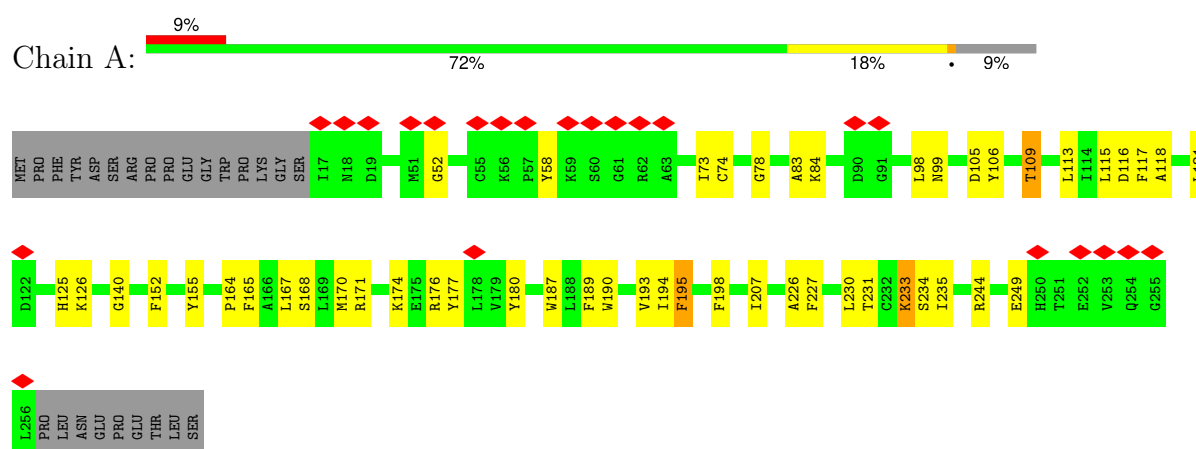 9%
Chain A:
72% 18% • 9%
MET PRO PHE TYR ASP SER ARG PRO PRO GLU GLY TRP PRO LYS GLY SER I17 N18 D19 M51 G52 C55 K56 P57 Y58 K59 S60 G61 R62 A63 I73 C74 G78 A83 K84 D90 G91 L98 N99 D105 Y106 T109 L113 I114 L115 D116 F117 A118
D122 H125 K126 G140 F152 Y155 P164 F165 A166 L167 S168 L169 M170 R171 K174 E175 R176 Y177 L178 V179 Y180 W187 L188 F189 W190 V193 I194 F195 F198 I207 A226 F227 L230 T231 C232 K233 S234 I235 R244 E249 H250 T251 E252 V253 Q254 G255
L256 PRO LEU ASN GLU PRO GLU THR LEU SER